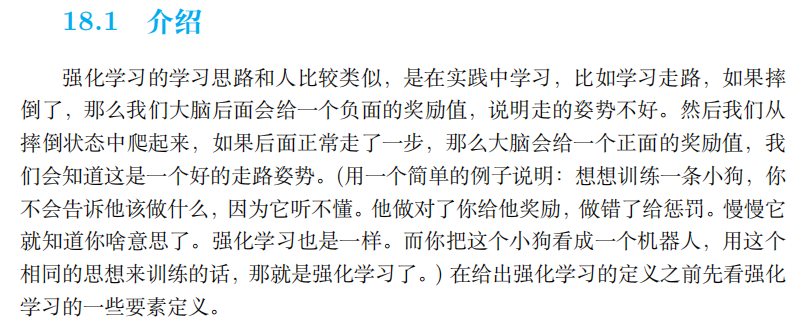 18.1 介绍
强化学习的学习思路和人比较类似，是在实践中学习，比如学习走路，如果摔
倒了，那么我们大脑后面会给一个负面的奖励值，说明走的姿势不好。然后我们从
摔倒状态中爬起来，如果后面正常走了一步，那么大脑会给一个正面的奖励值，我
们会知道这是一个好的走路姿势。(用一个简单的例子说明：想想训练一条小狗，你
不会告诉他该做什么，因为它听不懂。他做对了你给他奖励，做错了给惩罚。慢慢它
就知道你啥意思了。强化学习也是一样。而你把这个小狗看成一个机器人，用这个
相同的思想来训练的话，那就是强化学习了。) 在给出强化学习的定义之前先看强化
学习的一些要素定义。